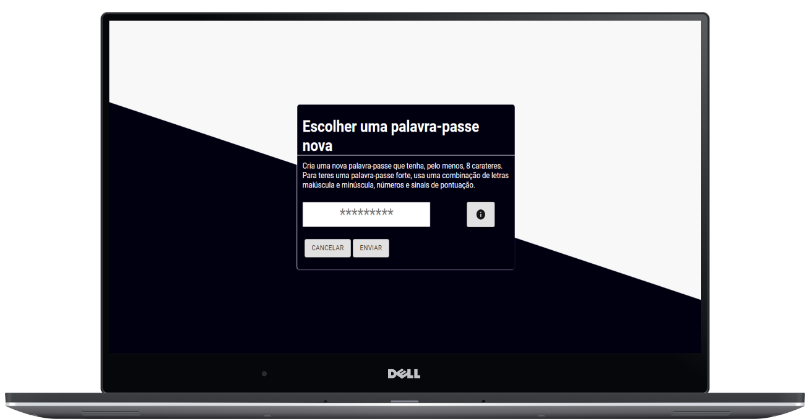 Escolher uma palavra-passe
nova
Cria uma nova palavra-passe que tenha, pelo menos, 8 carateres.
Para teres uma palavra-passe forte, usa uma combinação de letras
maiúscula e minúscula, números e sinais de pontuação.
*********
CANCELAR ENVIAR
DELL